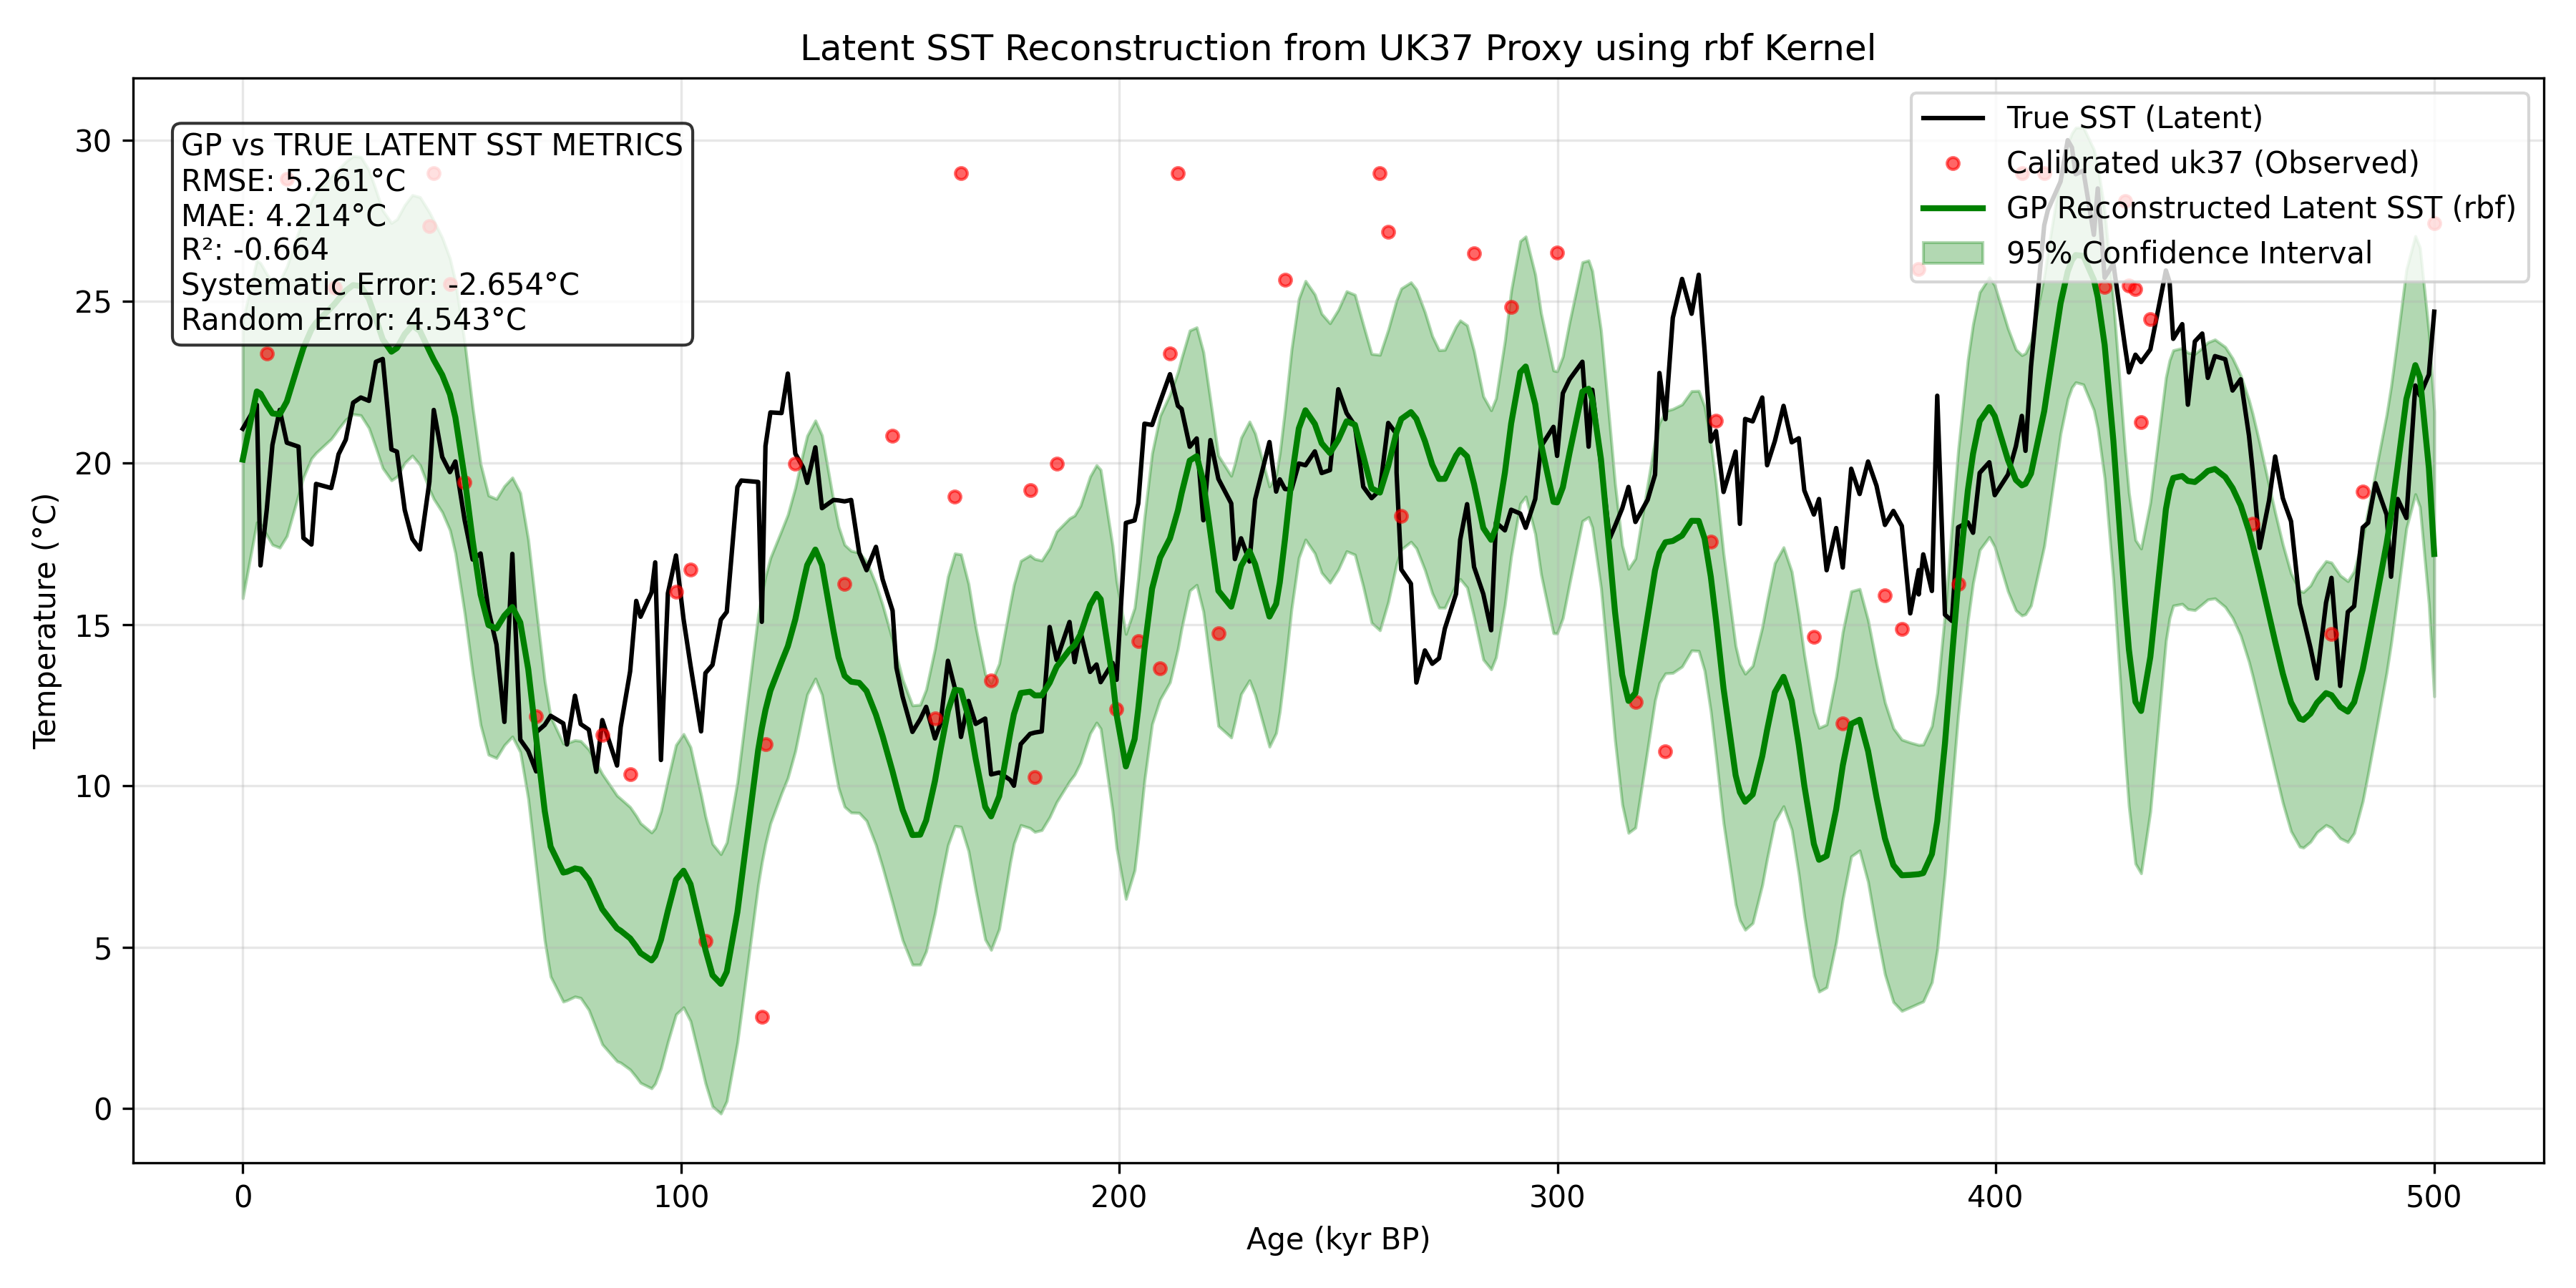 Latent SST Reconstruction from UK37 Proxy using rbf Kernel
GP vs TRUE LATENT SST METRICS
RMSE: 5.261°C
MAE: 4.214°C
R²: -0.664
Systematic Error: -2.654°C
Random Error: 4.543°C
True SST (Latent)
Calibrated uk37 (Observed)
GP Reconstructed Latent SST (rbf)
95% Confidence Interval
Temperature (°C)
30
25
20
15
10
5
0
0 100 200 300 400 500
Age (kyr BP)